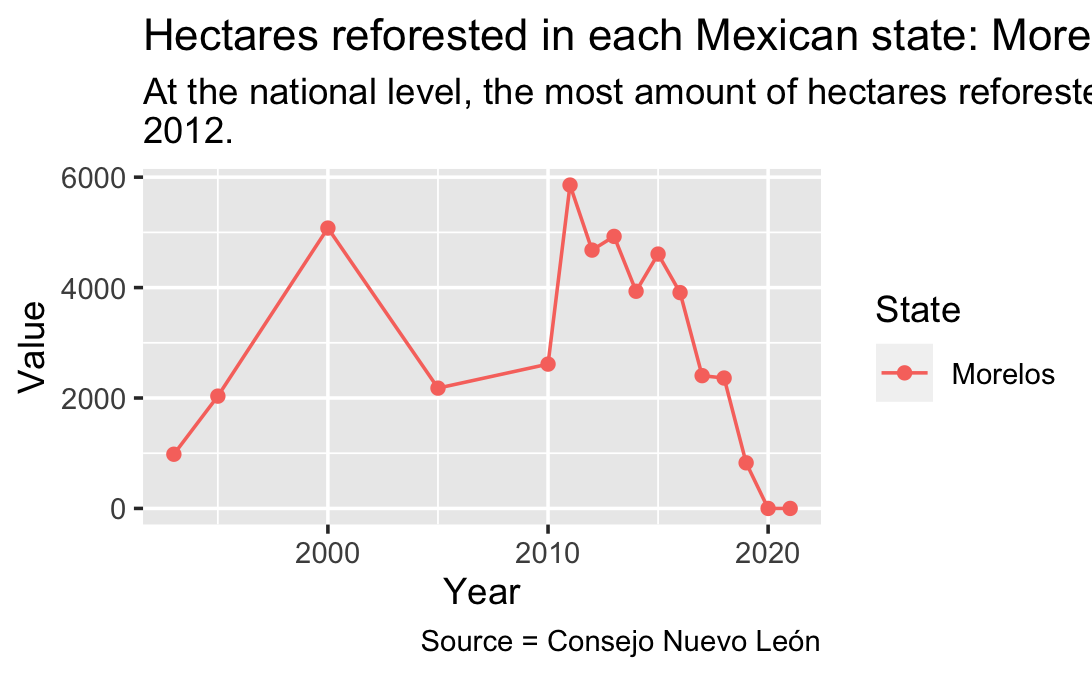 Hectares reforested in each Mexican state: More
At the national level, the most amount of hectares reforeste
2012.
6000
4000
2000
0
Value
2000 2010 2020
Year
State
Morelos
Source = Consejo Nuevo León